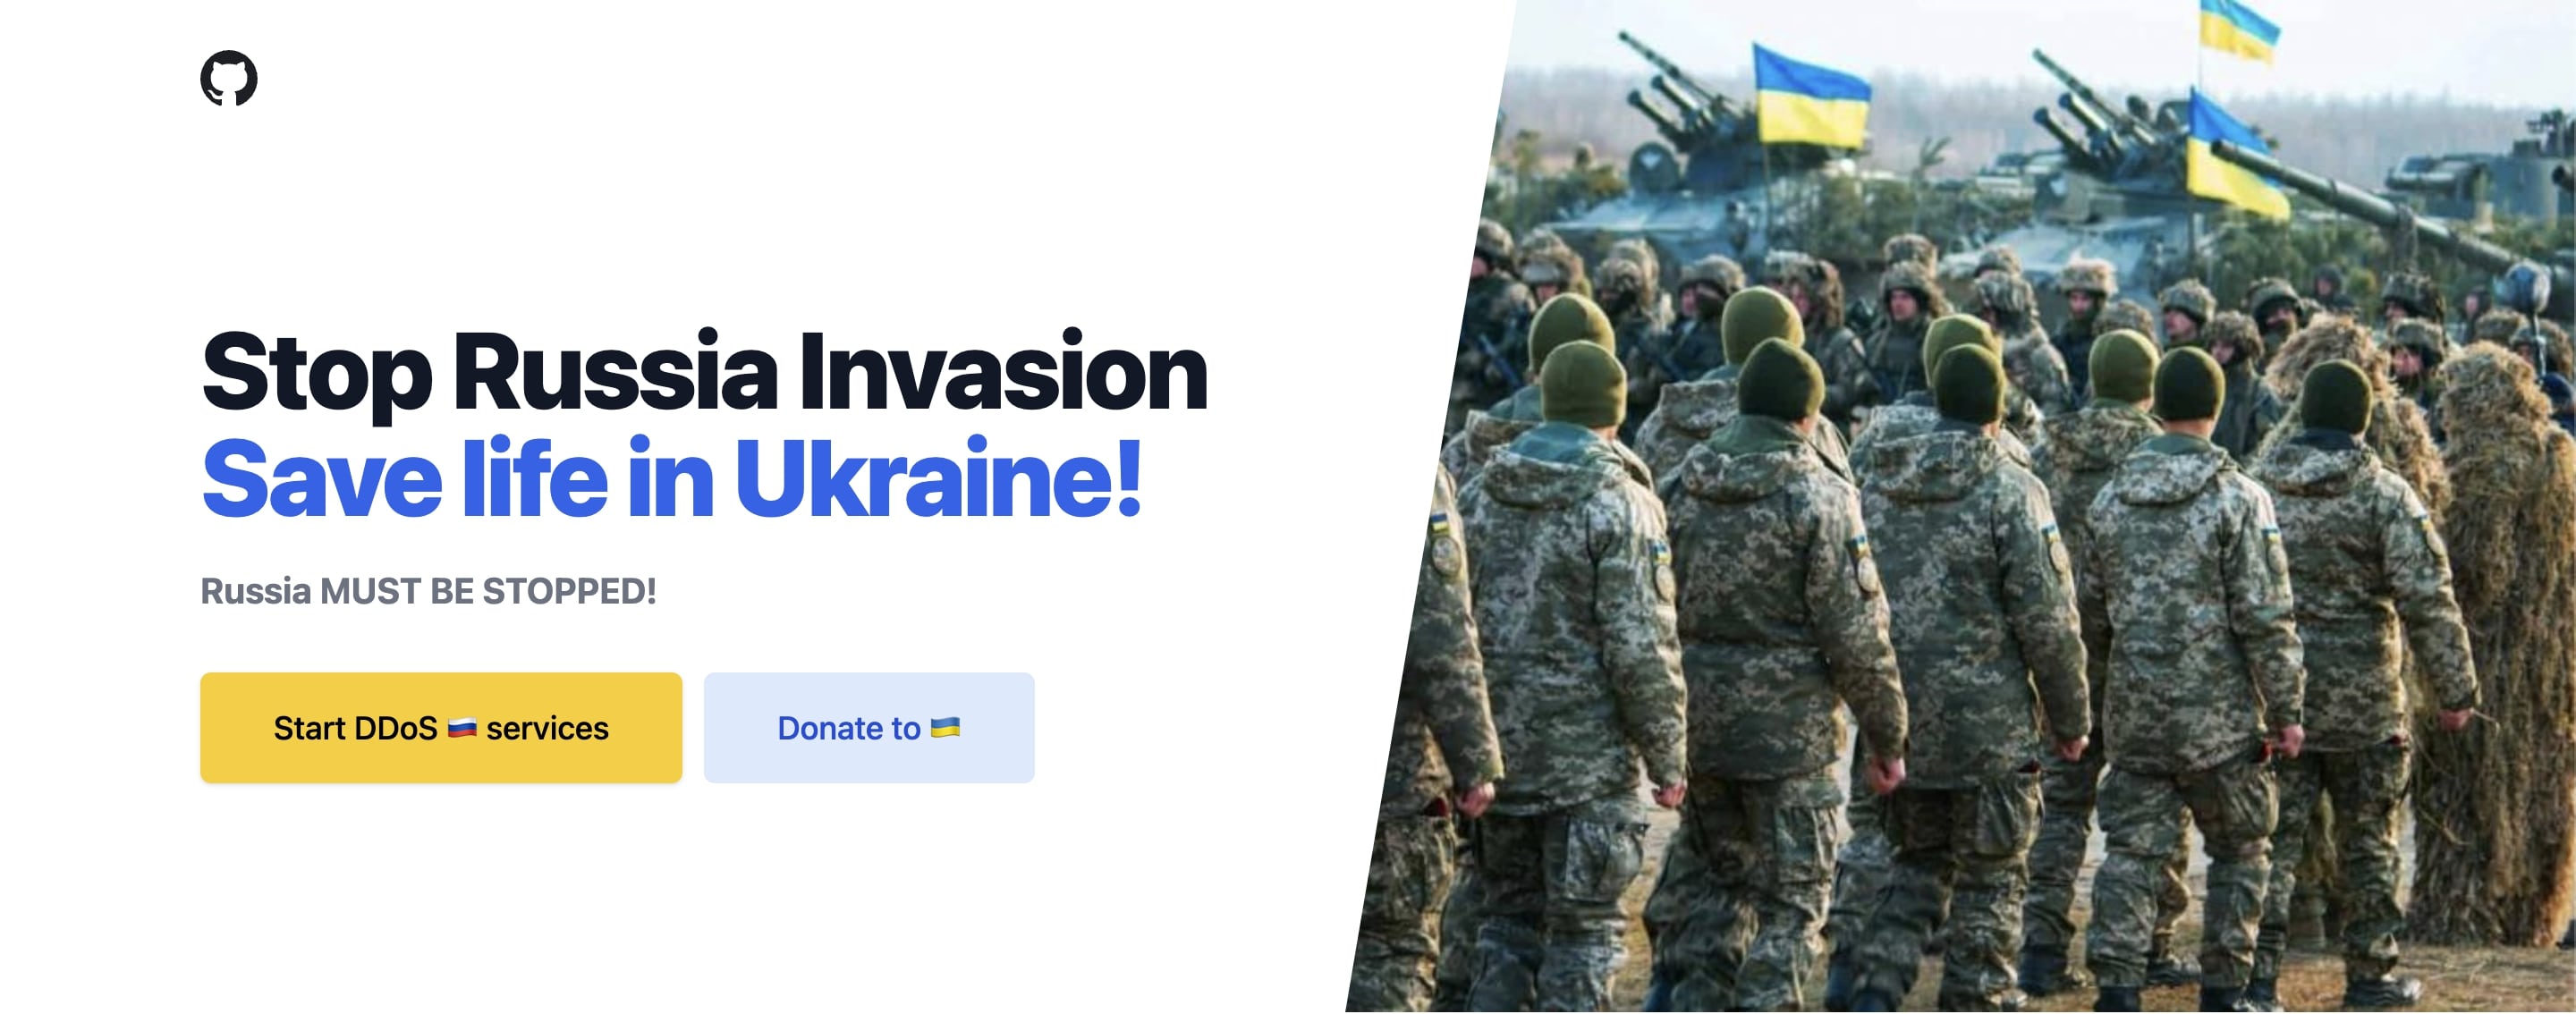 Stop Russia Invasion
Save life in Ukraine!
Russia MUST BE STOPPED!
Start DDoS 🇷🇺 services
Donate to 🇺🇦